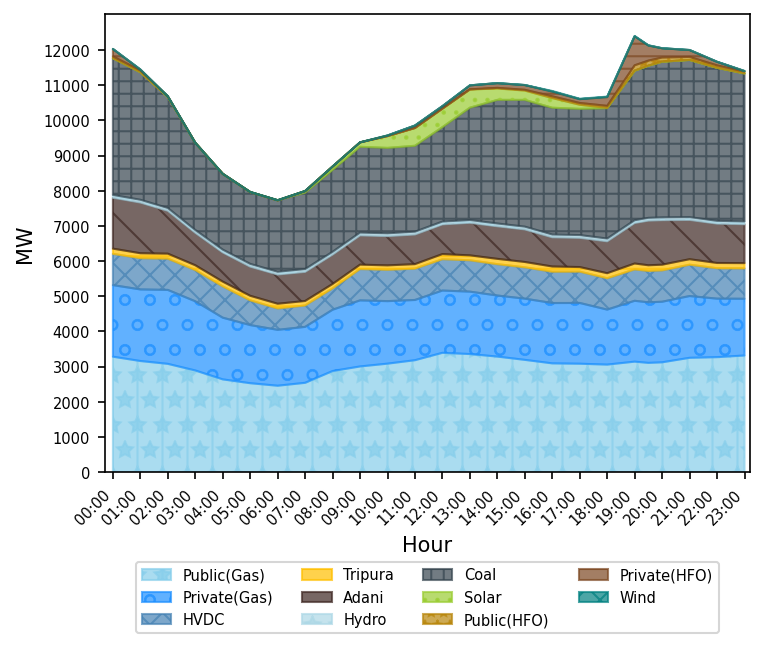 MW
12000
11000
10000
9000
8000
7000
6000
5000
4000
3000
2000
1000
0
00:00 01:00 02:00 03:00 04:00 05:00 06:00 07:00 08:00 09:00 10:00 11:00 12:00 13:00 14:00 15:00 16:00 17:00 18:00 19:00 20:00 21:00 22:00 23:00
Hour
Public(Gas) Tripura Coal Private(HFO)
Private(Gas) Adani Solar Wind
HVDC Hydro Public(HFO)